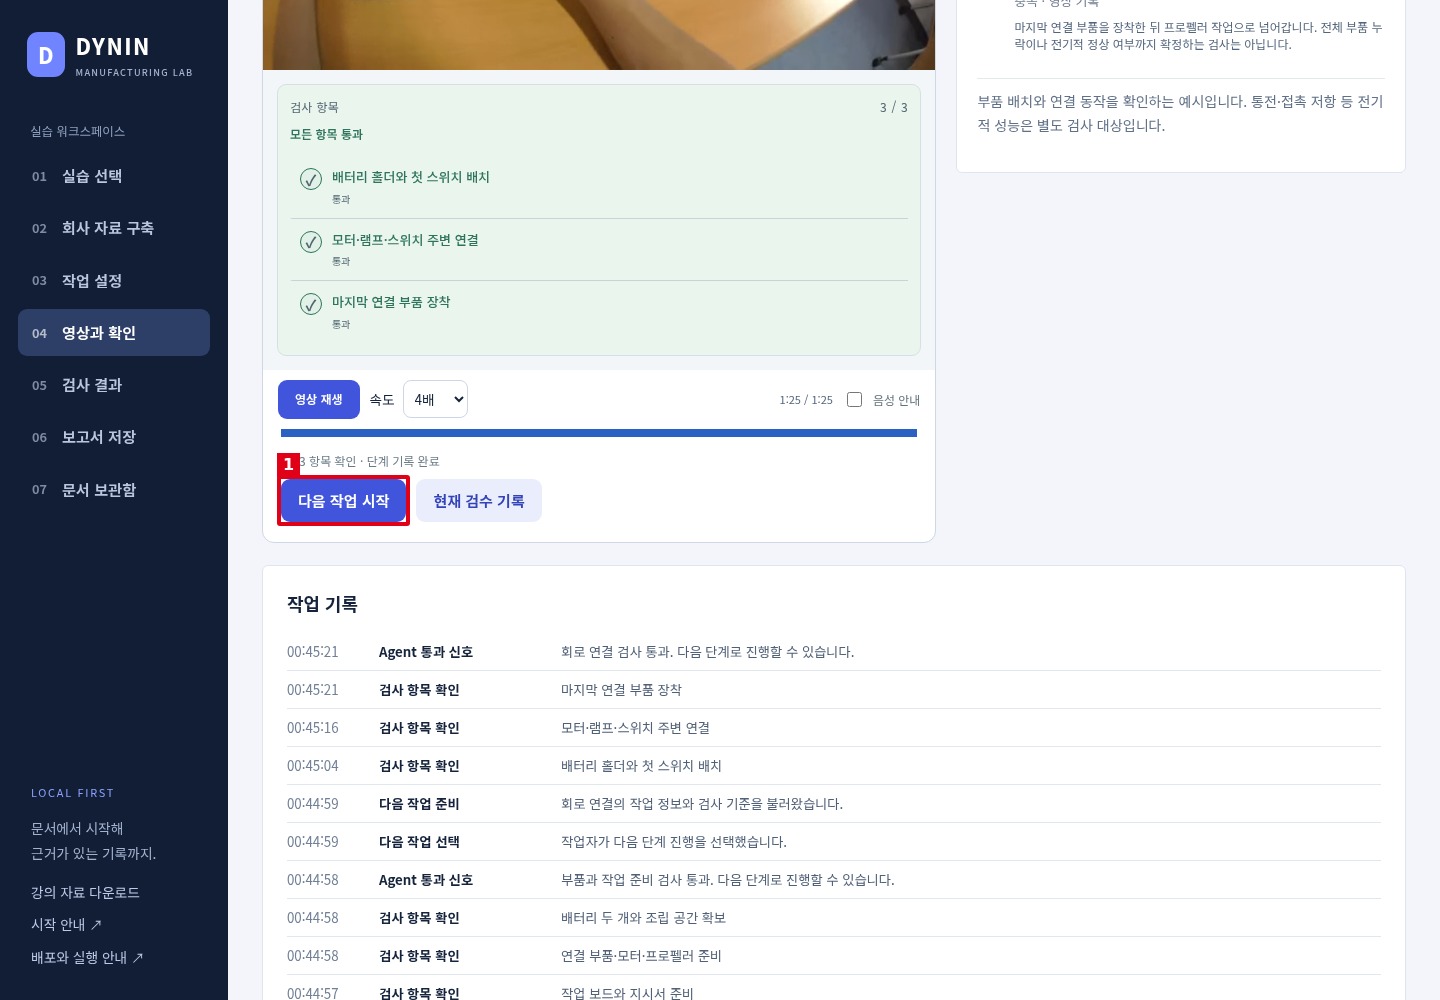 D
DYNIN
MANUFACTURING LAB
실습 워크스페이스
01 실습 선택
02 회사 자료 구축
03 작업 설정
04 영상과 확인
05 검사 결과
06 보고서 저장
07 문서 보관함
LOCAL FIRST
문서에서 시작해
근거가 있는 기록까지.
강의 자료 다운로드
시작 안내 ↗
배포와 실행 안내 ↗
검사 항목 3 / 3
모든 항목 통과
배터리 홀더와 첫 스위치 배치
통과
모터·램프·스위치 주변 연결
통과
마지막 연결 부품 장착
통과
영상 재생 속도 4배 1:25 / 1:25 음성 안내
3 항목 확인 · 단계 기록 완료
1
다음 작업 시작 현재 검수 기록
마지막 연결 부품을 장착한 뒤 프로펠러 작업으로 넘어갑니다. 전체 부품 누
락이나 전기적 정상 여부까지 확정하는 검사는 아닙니다.
부품 배치와 연결 동작을 확인하는 예시입니다. 통전·접촉 저항 등 전기
적 성능은 별도 검사 대상입니다.
작업 기록
00:45:21 Agent 통과 신호 회로 연결 검사 통과. 다음 단계로 진행할 수 있습니다.
00:45:21 검사 항목 확인 마지막 연결 부품 장착
00:45:16 검사 항목 확인 모터·램프·스위치 주변 연결
00:45:04 검사 항목 확인 배터리 홀더와 첫 스위치 배치
00:44:59 다음 작업 준비 회로 연결의 작업 정보와 검사 기준을 불러왔습니다.
00:44:59 다음 작업 선택 작업자가 다음 단계 진행을 선택했습니다.
00:44:58 Agent 통과 신호 부품과 작업 준비 검사 통과. 다음 단계로 진행할 수 있습니다.
00:44:58 검사 항목 확인 배터리 두 개와 조립 공간 확보
00:44:58 검사 항목 확인 연결 부품·모터·프로펠러 준비
00:44:57 검사 항목 확인 작업 보드와 지시서 준비